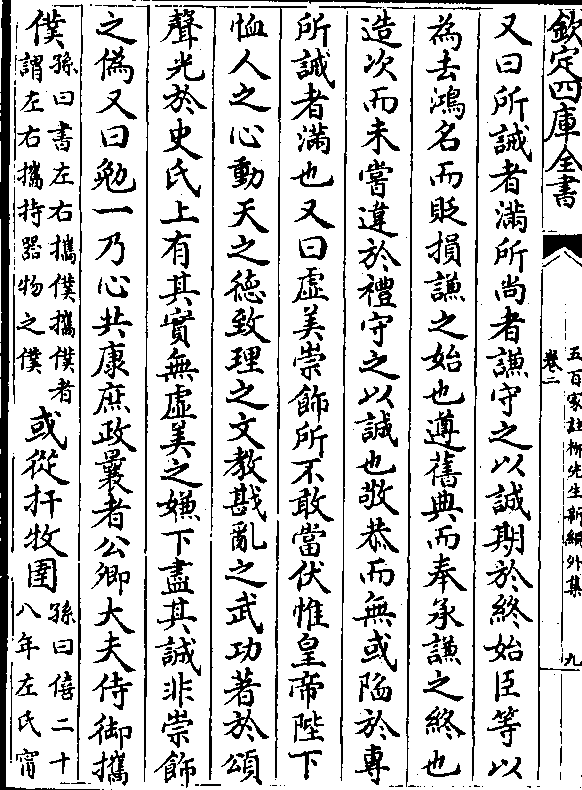 欽定四庫全書
五百家註柳先生新編外集
卷二
九
又曰所誡者滿所尚者謙守之以誠期於終始臣等以
為去鴻名而貶損謙之始也遵舊典而奉承謙之終也
造次而未嘗違於禮守之以誠也敬恭而無或陥於專
所誡者滿也又曰虛美崇飾所不敢當伏惟皇帝陛下
恤人之心動天之德致理之文教戡亂之武功著於頌
聲光於史氏上有其實無虛美之嫌下盡其誠非崇飾
之偽又曰勉一乃心共康庶政曩者公卿大夫侍御攜
僕孫曰書左右攜僕攜僕者謂左右攜持器物之僕或從扞牧圉孫曰僖二十八年左氏甯